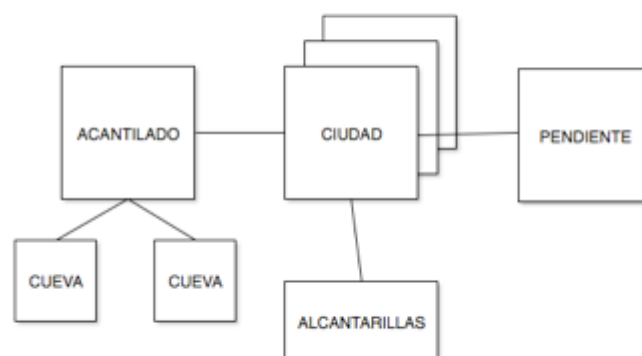 ACANTILADO
CIUDAD
PENDIENTE
CUEVA
CUEVA
ALCANTARILLAS